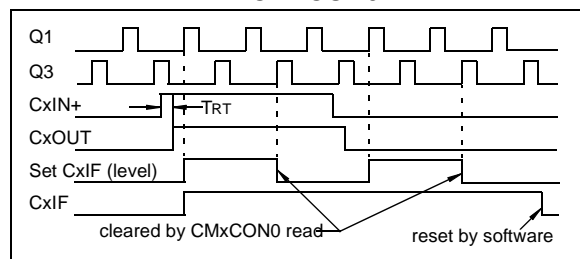 Q1
Q3
CxIN+
TRT
CxOUT
Set CxIF (level)
CxIF
cleared by CMxCON0 read
reset by software